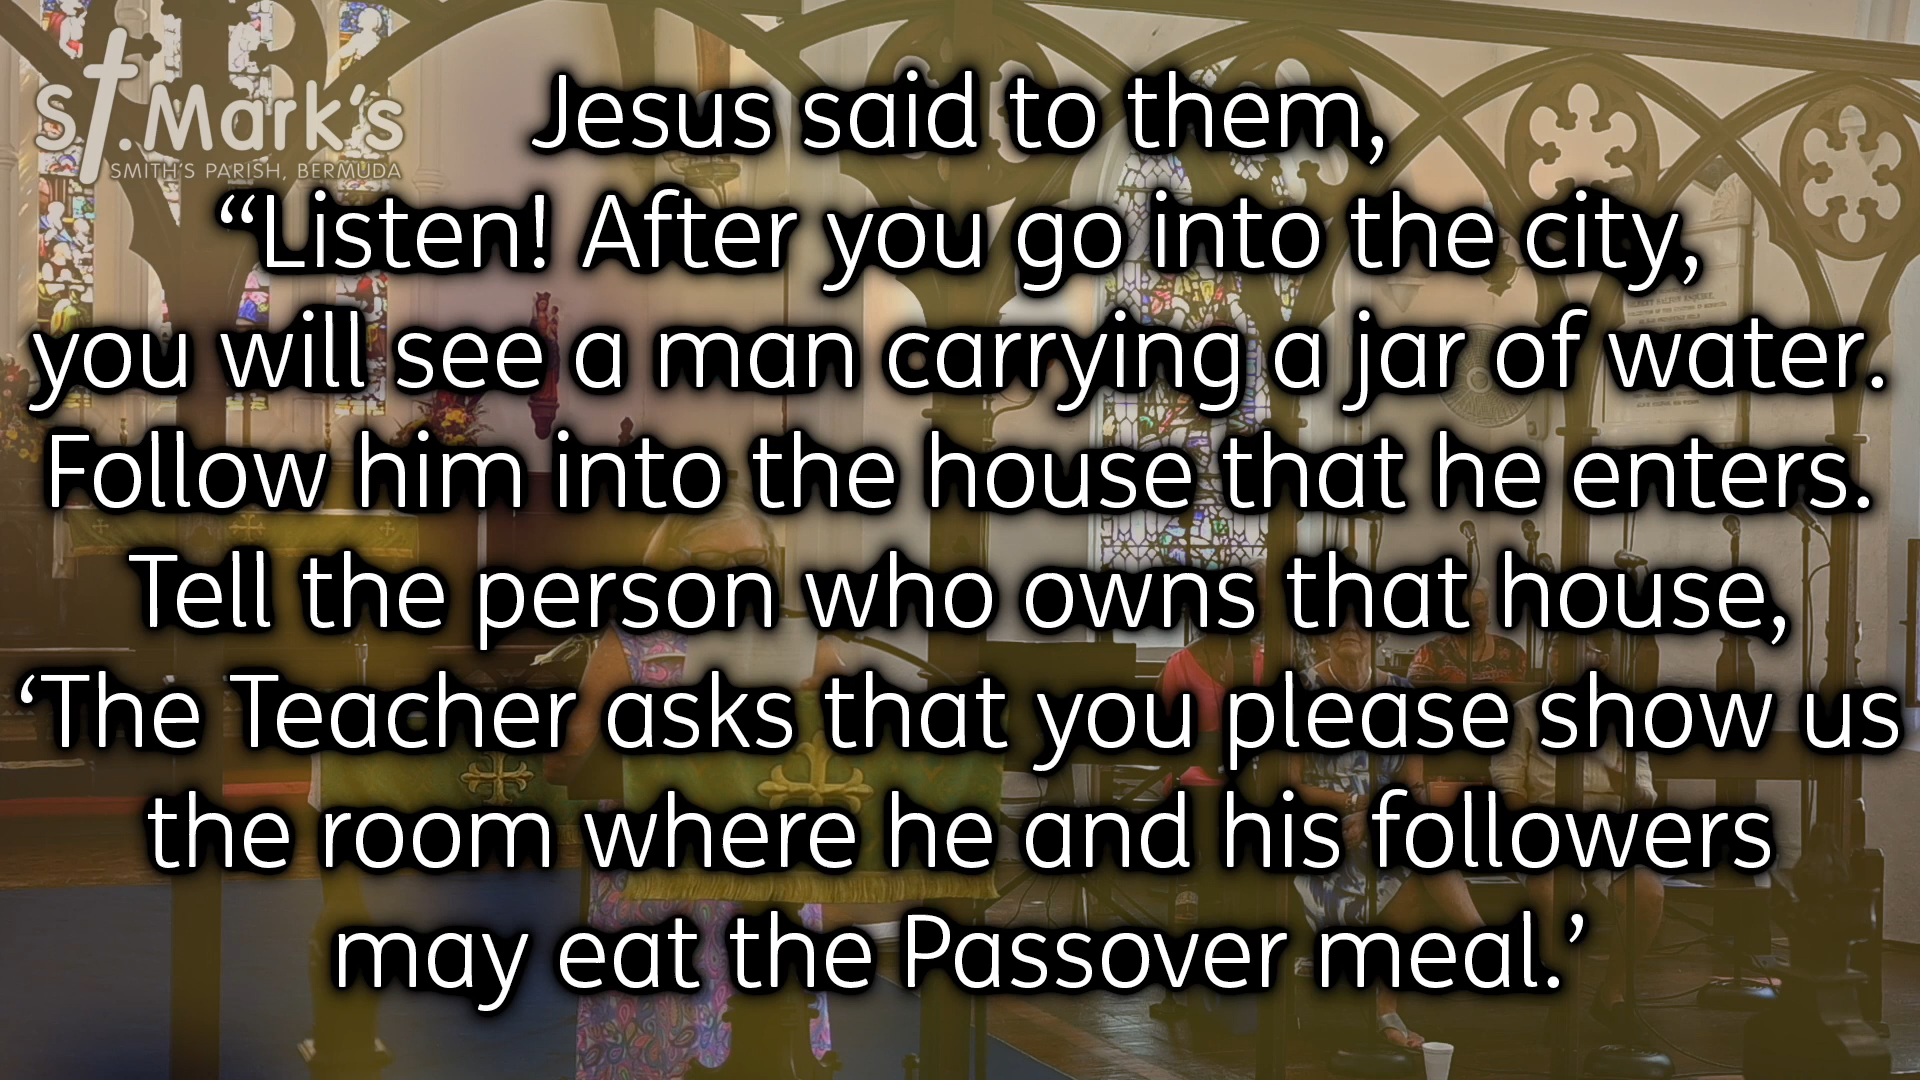 St. Mark's
SMITH'S PARISH, BERMUDA
Jesus said to them,
“Listen! After you go into the city,
you will see a man carrying a jar of water.
Follow him into the house that he enters.
Tell the person who owns that house,
‘The Teacher asks that you please show us
the room where he and his followers
may eat the Passover meal.’